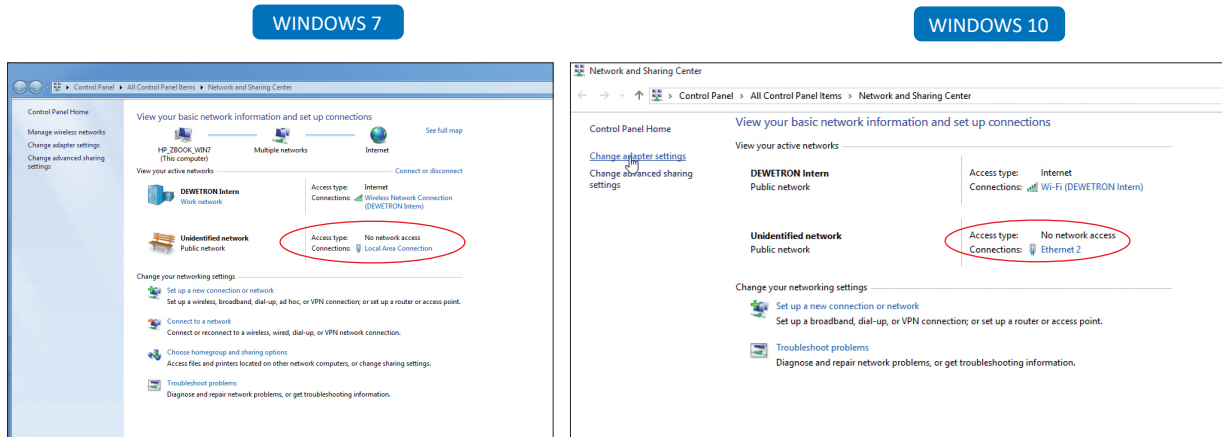 WINDOWS 7
WINDOWS 10
Control Panel ▸ All Control Panel Items ▸ Network and Sharing Center
Control Panel Home
Manage wireless networks
Change adapter settings
Change advanced sharing
settings
View your basic network information and set up connections
See full map
HP_ZBOOK_WIN7
(This computer)
Multiple networks
Internet
View your active networks
Connect or disconnect
DEWETRON Intern
Work network
Access type: Internet
Connections: Wireless Network Connection
(DEWETRON Intern)
Unidentified network
Public network
Access type: No network access
Connections: Local Area Connection
Change your networking settings
Set up a new connection or network
Set up a wireless, broadband, dial-up, ad hoc, or VPN connection; or set up a router or access point.
Connect to a network
Connect or reconnect to a wireless, wired, dial-up, or VPN network connection.
Choose homegroup and sharing options
Access files and printers located on other network computers, or change sharing settings.
Troubleshoot problems
Diagnose and repair network problems, or get troubleshooting information.
Network and Sharing Center
Control Panel > All Control Panel Items > Network and Sharing Center
Control Panel Home
Change adapter settings
Change advanced sharing
settings
View your basic network information and set up connections
View your active networks
DEWETRON Intern
Public network
Access type: Internet
Connections: Wi-Fi (DEWETRON Intern)
Unidentified network
Public network
Access type: No network access
Connections: Ethernet 2
Change your networking settings
Set up a new connection or network
Set up a broadband, dial-up, or VPN connection; or set up a router or access point.
Troubleshoot problems
Diagnose and repair network problems, or get troubleshooting information.